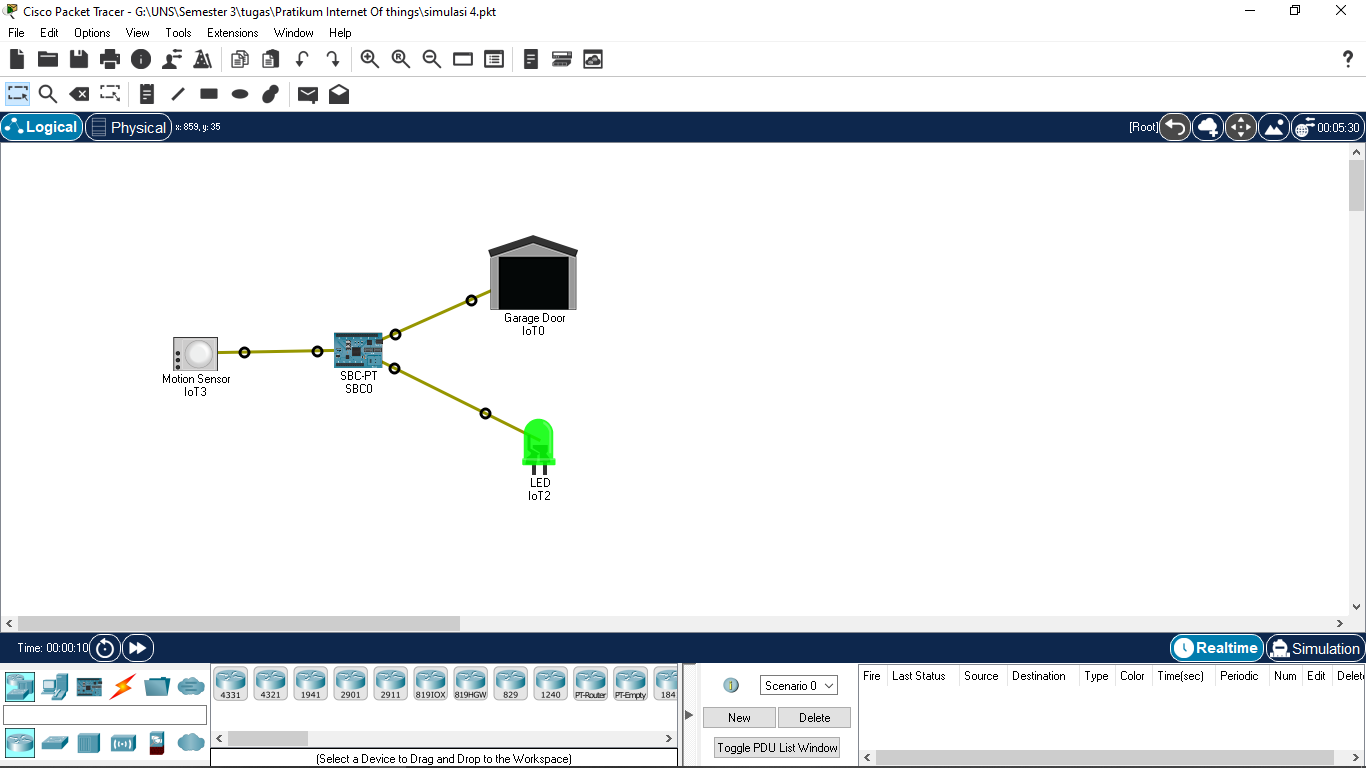 Cisco Packet Tracer - G:\UNS\Semester 3\tugas\Pratikum Internet Of things\simulasi 4.pkt
File Edit Options View Tools Extensions Window Help
Logical Physical x: 859, y: 35 [Root] 00:05:30
Garage Door
IoT0
Motion Sensor
IoT3
SBC-PT
SBC0
LED
IoT2
Time: 00:00:10 Realtime Simulation
4331 4321 1941 2901 2911 819IOX 819HGW 829 1240 PT-Router PT-Empty 184
(Select a Device to Drag and Drop to the Workspace)
Scenario 0
New Delete
Toggle PDU List Window
Fire Last Status Source Destination Type Color Time(sec) Periodic Num Edit Delete